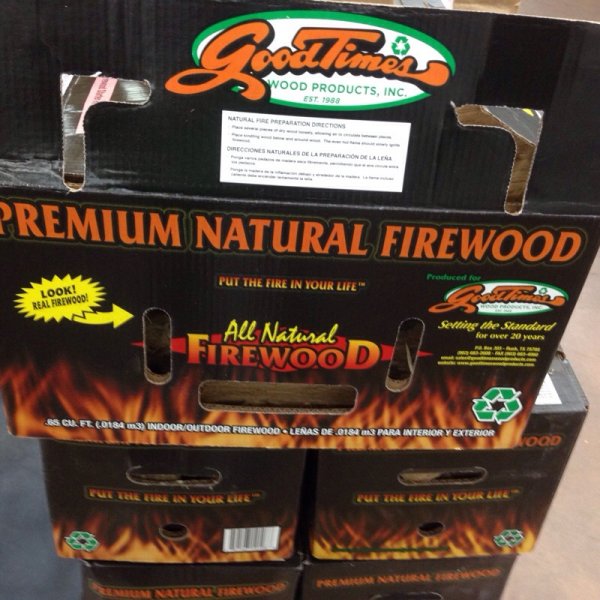 GoodTimes
WOOD PRODUCTS, INC.
EST. 1988
NATURAL FIRE PREPARATION DIRECTIONS
DIRECCIONES NATURALES DE LA PREPARACIÓN DE LA LEÑA
PREMIUM NATURAL FIREWOOD
PUT THE FIRE IN YOUR LIFE™
LOOK!
REAL FIREWOOD!
Produced for
GoodTimes
WOOD PRODUCTS, INC.
Setting the Standard
for over 20 years
All Natural
FIREWOOD
.65 CU. FT. (.0184 m3) INDOOR/OUTDOOR FIREWOOD • LEÑAS DE .0184 m3 PARA INTERIOR Y EXTERIOR
OOD
PUT THE FIRE IN YOUR LIFE™
PUT THE FIRE IN YOUR LIFE™
PREMIUM NATURAL FIREWOOD
PREMIUM NATURAL FIREWOOD